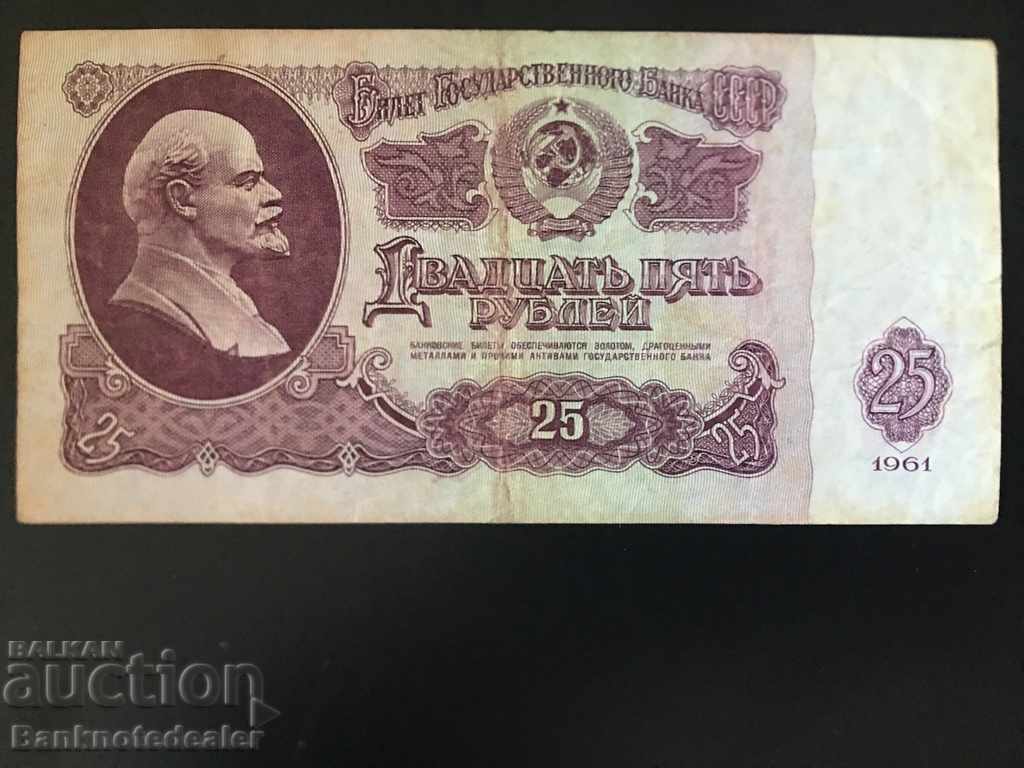 Билет Государственного Банка СССР
Двадцать пять
рублей
БАНКОВСКИЕ БИЛЕТЫ ОБЕСПЕЧИВАЮТСЯ ЗОЛОТОМ, ДРАГОЦЕННЫМИ
МЕТАЛЛАМИ И ПРОЧИМИ АКТИВАМИ ГОСУДАРСТВЕННОГО БАНКА
25
25
25
25
1961
BALKAN
auction
Banknotedealer